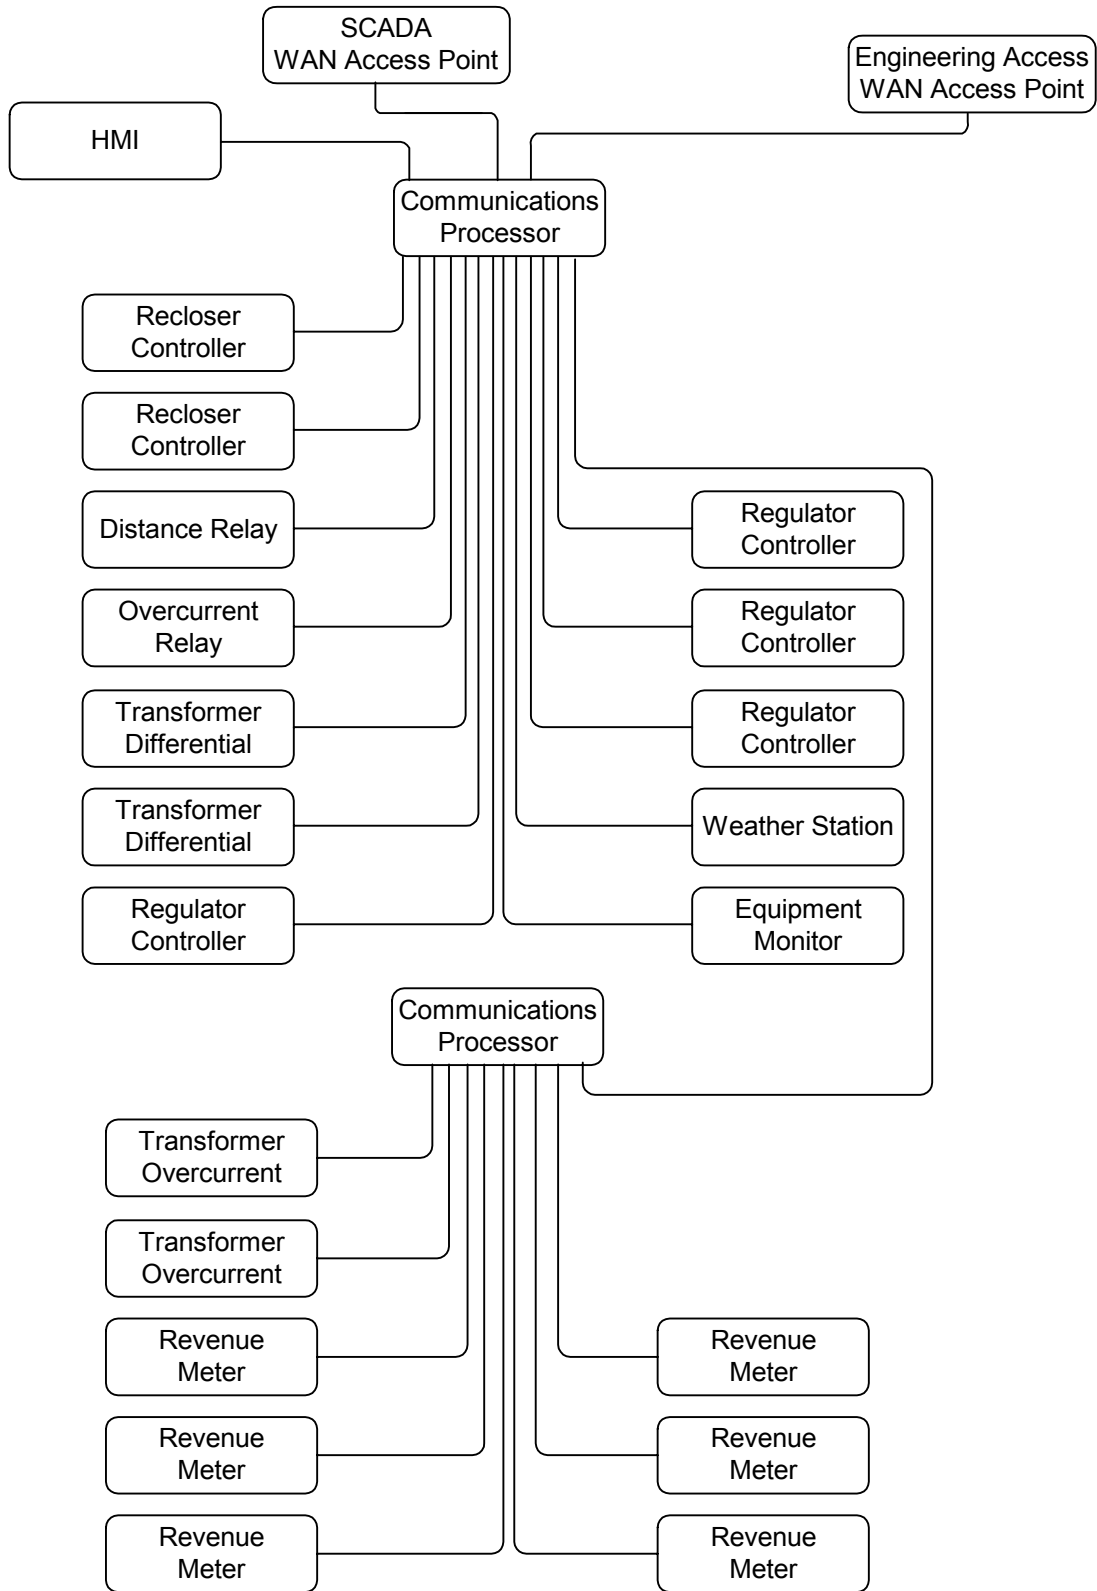 SCADA
WAN Access Point
Engineering Access
WAN Access Point
HMI
Communications
Processor
Recloser
Controller
Recloser
Controller
Distance Relay
Overcurrent
Relay
Transformer
Differential
Transformer
Differential
Regulator
Controller
Regulator
Controller
Regulator
Controller
Regulator
Controller
Weather Station
Equipment
Monitor
Communications
Processor
Transformer
Overcurrent
Transformer
Overcurrent
Revenue
Meter
Revenue
Meter
Revenue
Meter
Revenue
Meter
Revenue
Meter
Revenue
Meter